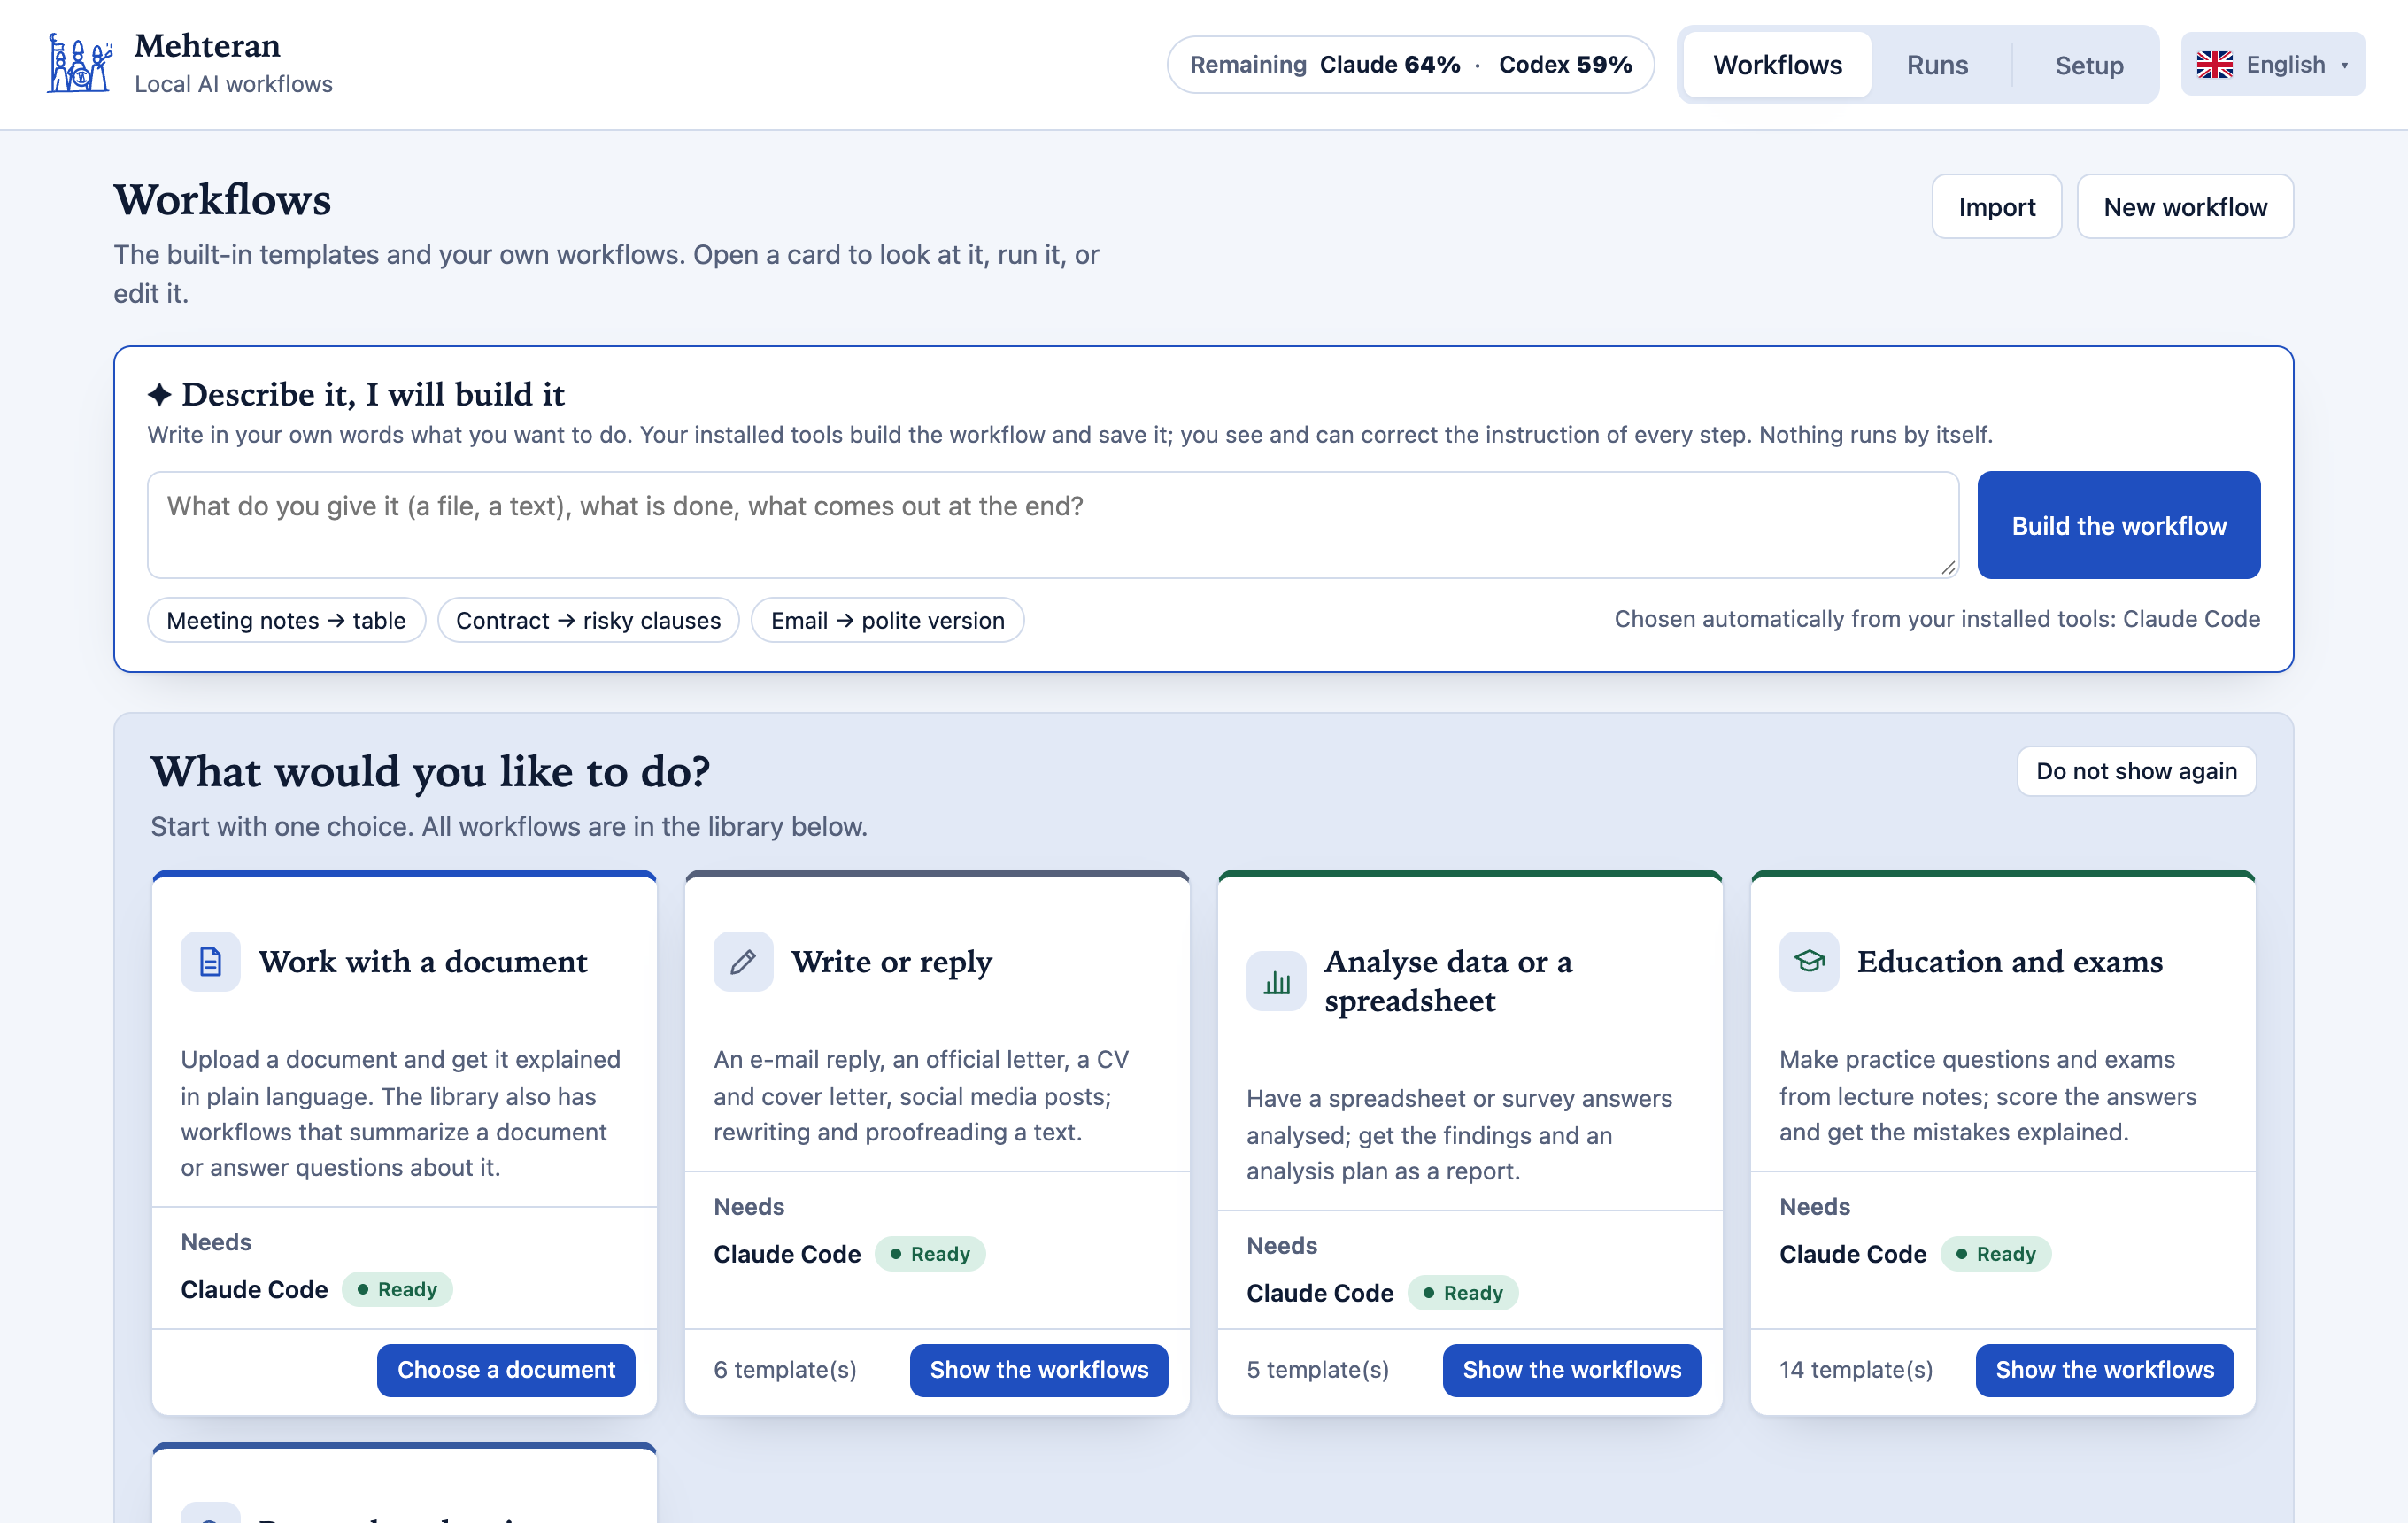 Mehteran
Local AI workflows
Remaining Claude 64% · Codex 59%
Workflows
Runs
Setup
English
Workflows
Import
New workflow
The built-in templates and your own workflows. Open a card to look at it, run it, or
edit it.
Describe it, I will build it
Write in your own words what you want to do. Your installed tools build the workflow and save it; you see and can correct the instruction of every step. Nothing runs by itself.
What do you give it (a file, a text), what is done, what comes out at the end?
Build the workflow
Meeting notes → table
Contract → risky clauses
Email → polite version
Chosen automatically from your installed tools: Claude Code
What would you like to do?
Do not show again
Start with one choice. All workflows are in the library below.
Work with a document
Upload a document and get it explained
in plain language. The library also has
workflows that summarize a document
or answer questions about it.
Needs
Claude Code
Ready
Choose a document
Write or reply
An e-mail reply, an official letter, a CV
and cover letter, social media posts;
rewriting and proofreading a text.
Needs
Claude Code
Ready
6 template(s)
Show the workflows
Analyse data or a
spreadsheet
Have a spreadsheet or survey answers
analysed; get the findings and an
analysis plan as a report.
Needs
Claude Code
Ready
5 template(s)
Show the workflows
Education and exams
Make practice questions and exams
from lecture notes; score the answers
and get the mistakes explained.
Needs
Claude Code
Ready
14 template(s)
Show the workflows